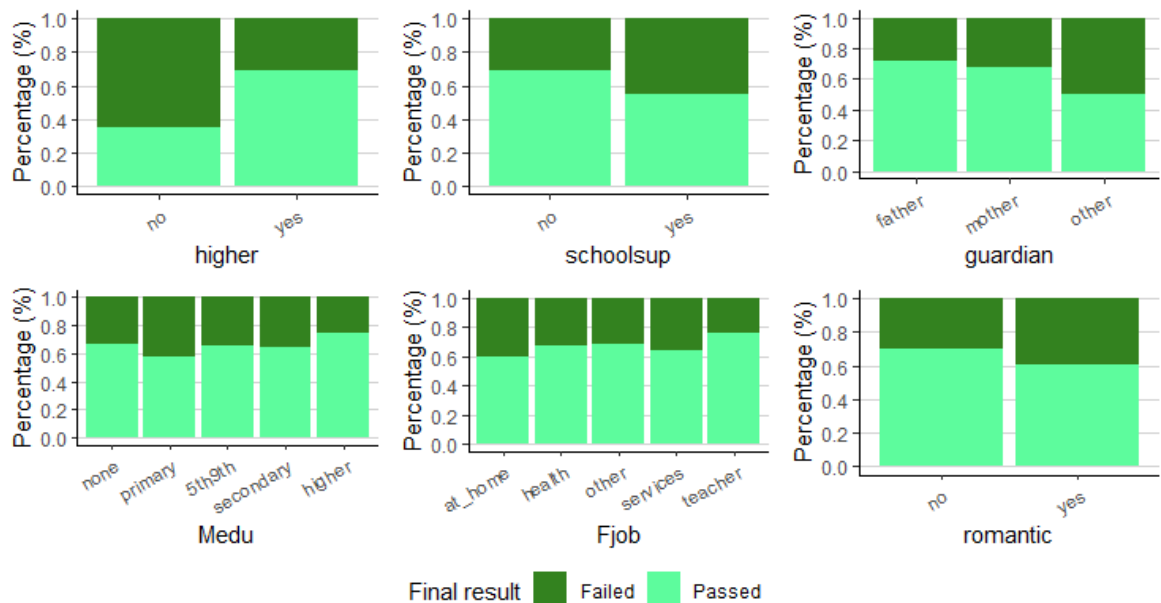 Percentage (%)
1.0
0.8
0.6
0.4
0.2
0.0
no
yes
higher
Percentage (%)
1.0
0.8
0.6
0.4
0.2
0.0
no
yes
schoolsup
Percentage (%)
1.0
0.8
0.6
0.4
0.2
0.0
father
mother
other
guardian
Percentage (%)
1.0
0.8
0.6
0.4
0.2
0.0
none
primary
5th9th
secondary
higher
Medu
Percentage (%)
1.0
0.8
0.6
0.4
0.2
0.0
at_home
health
other
services
teacher
Fjob
Percentage (%)
1.0
0.8
0.6
0.4
0.2
0.0
no
yes
romantic
Final result Failed Passed